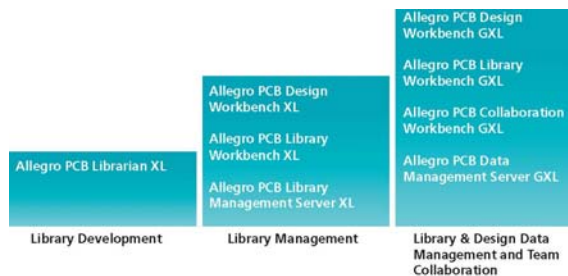 Allegro PCB Librarian XL
Library Development
Allegro PCB Design
Workbench XL
Allegro PCB Library
Workbench XL
Allegro PCB Library
Management Server XL
Library Management
Allegro PCB Design
Workbench GXL
Allegro PCB Library
Workbench GXL
Allegro PCB Collaboration
Workbench GXL
Allegro PCB Data
Management Server GXL
Library & Design Data
Management and Team
Collaboration